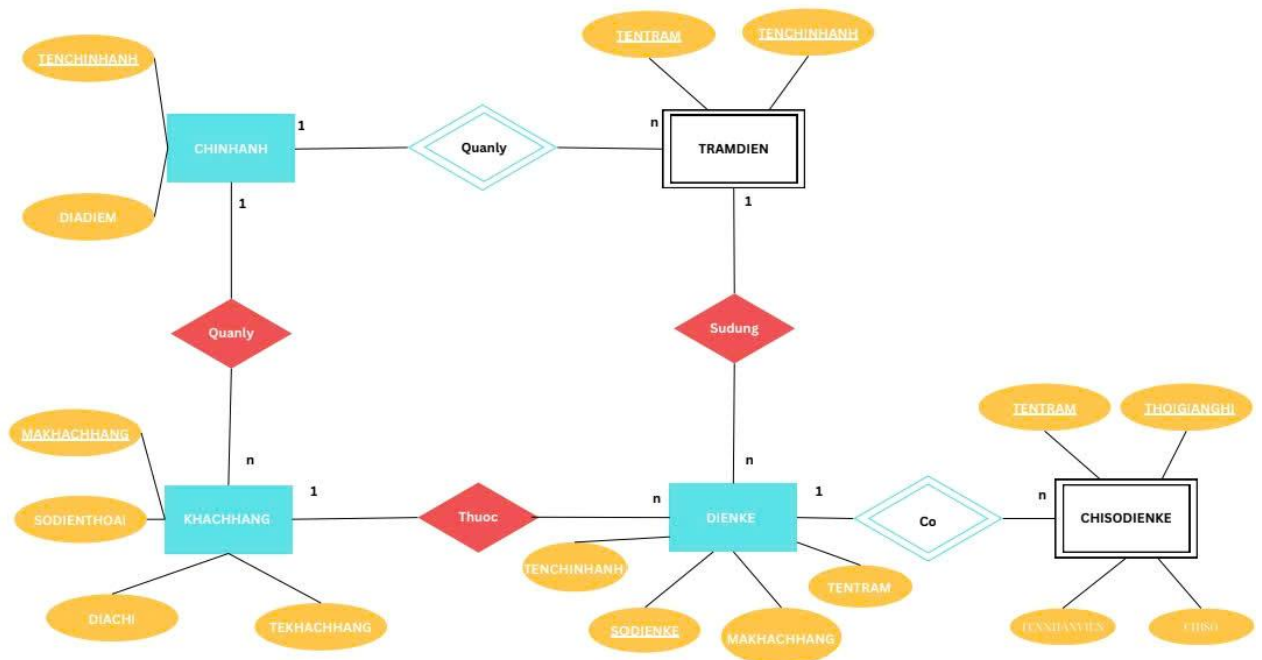 TENTRAM
TENCHINHANH
TENCHINHANH
1
n
CHINHANH
Quanly
TRAMDIEN
1
1
DIADIEM
Quanly
Sudung
TENTRAM
THOIGIANGHI
MAKHACHHANG
n
n
1
n
1
n
SODIENTHOAI
KHACHHANG
Thuoc
DIENKE
Co
CHISODIENKE
TENCHINHANH
TENTRAM
DIACHI
TEKHACHHANG
SODIENKE
MAKHACHHANG
TENNHANVIEN